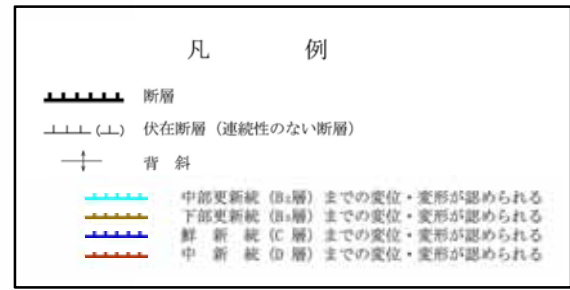 凡 例
断層
伏在断層（連続性のない断層）
背 斜
中部更新統（B₂層）までの変位・変形が認められる
下部更新統（B₃層）までの変位・変形が認められる
鮮 新 統（C 層）までの変位・変形が認められる
中 新 統（D 層）までの変位・変形が認められる